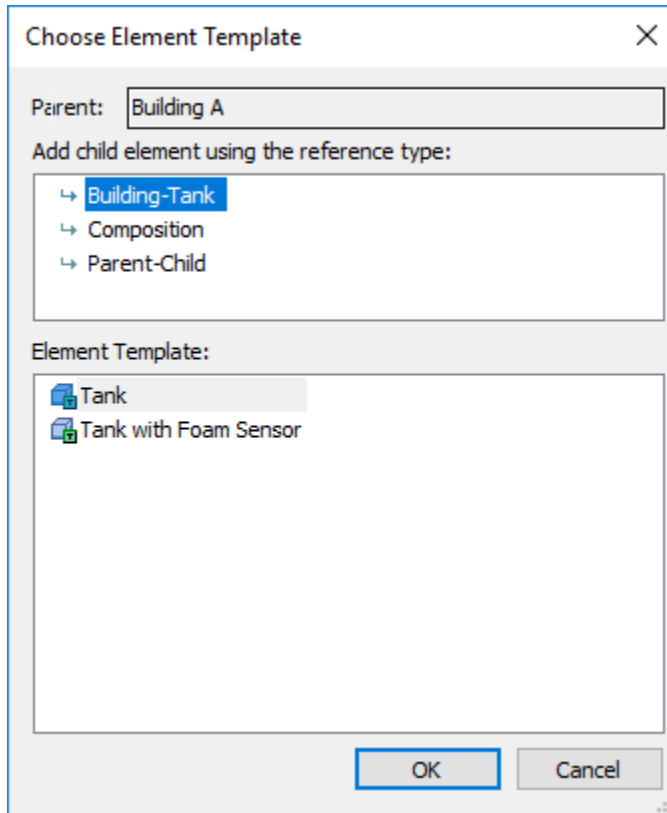 Choose Element Template
Parent: Building A
Add child element using the reference type:
Building-Tank
Composition
Parent-Child
Element Template:
Tank
Tank with Foam Sensor
OK Cancel